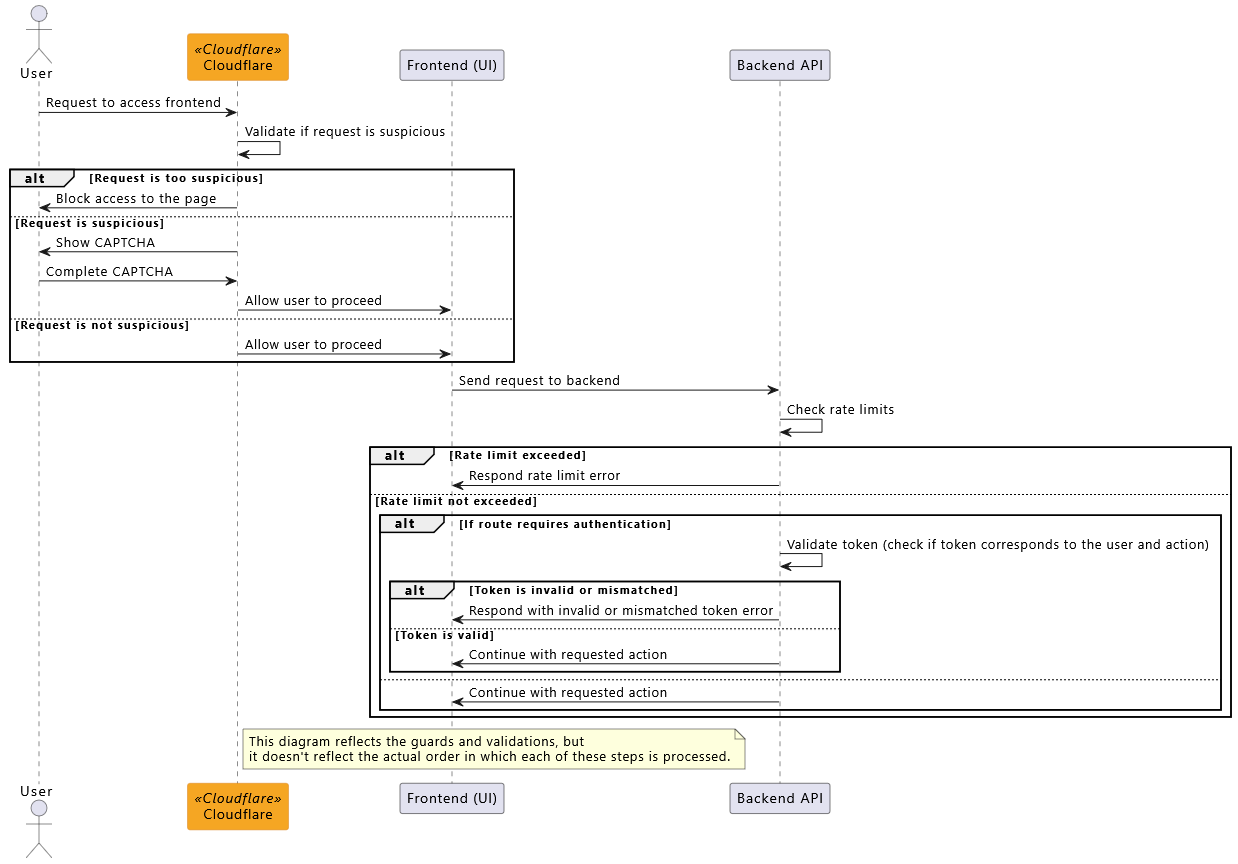 «Cloudflare»
Cloudflare
User
Frontend (UI)
Backend API
Request to access frontend
Validate if request is suspicious
alt
[Request is too suspicious]
Block access to the page
[Request is suspicious]
Show CAPTCHA
Complete CAPTCHA
Allow user to proceed
[Request is not suspicious]
Allow user to proceed
Send request to backend
Check rate limits
alt
[Rate limit exceeded]
Respond rate limit error
[Rate limit not exceeded]
alt
[If route requires authentication]
Validate token (check if token corresponds to the user and action)
alt
[Token is invalid or mismatched]
Respond with invalid or mismatched token error
[Token is valid]
Continue with requested action
Continue with requested action
This diagram reflects the guards and validations, but
it doesn't reflect the actual order in which each of these steps is processed.
User
«Cloudflare»
Cloudflare
Frontend (UI)
Backend API